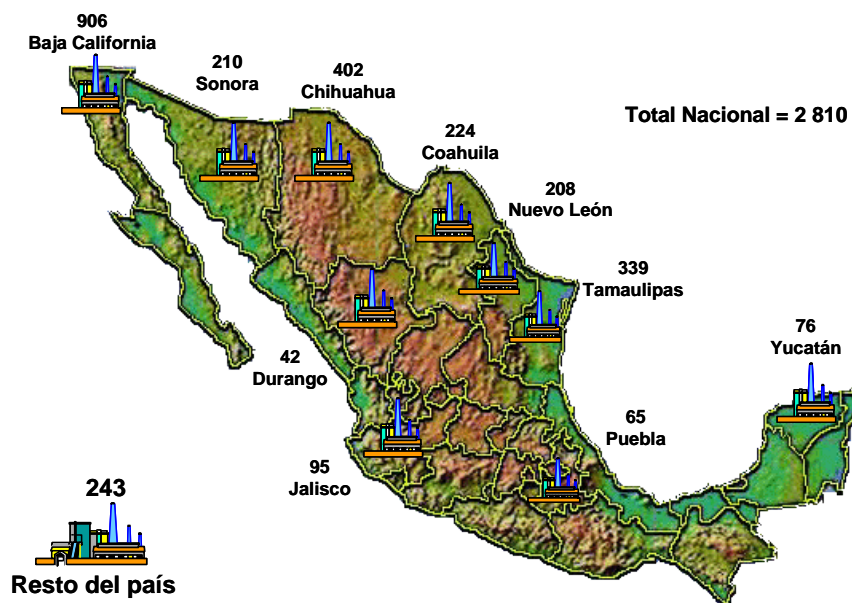 906
Baja California
210
Sonora
402
Chihuahua
Total Nacional = 2 810
224
Coahuila
208
Nuevo León
339
Tamaulipas
76
Yucatán
42
Durango
65
Puebla
95
Jalisco
243
Resto del país